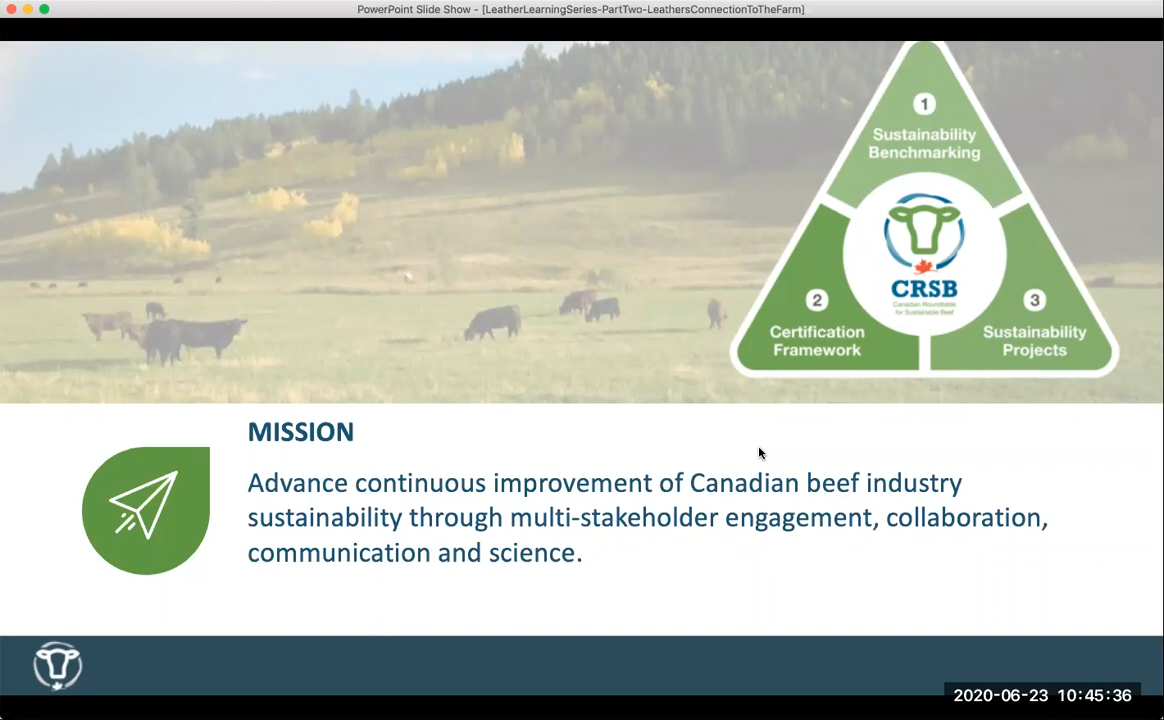 PowerPoint Slide Show - [LeatherLearningSeries-PartTwo-LeathersConnectionToTheFarm]
1
Sustainability
Benchmarking
CRSB
Canadian Roundtable
for Sustainable Beef
2
Certification
Framework
3
Sustainability
Projects
MISSION
Advance continuous improvement of Canadian beef industry
sustainability through multi-stakeholder engagement, collaboration,
communication and science.
2020-06-23 10:45:36